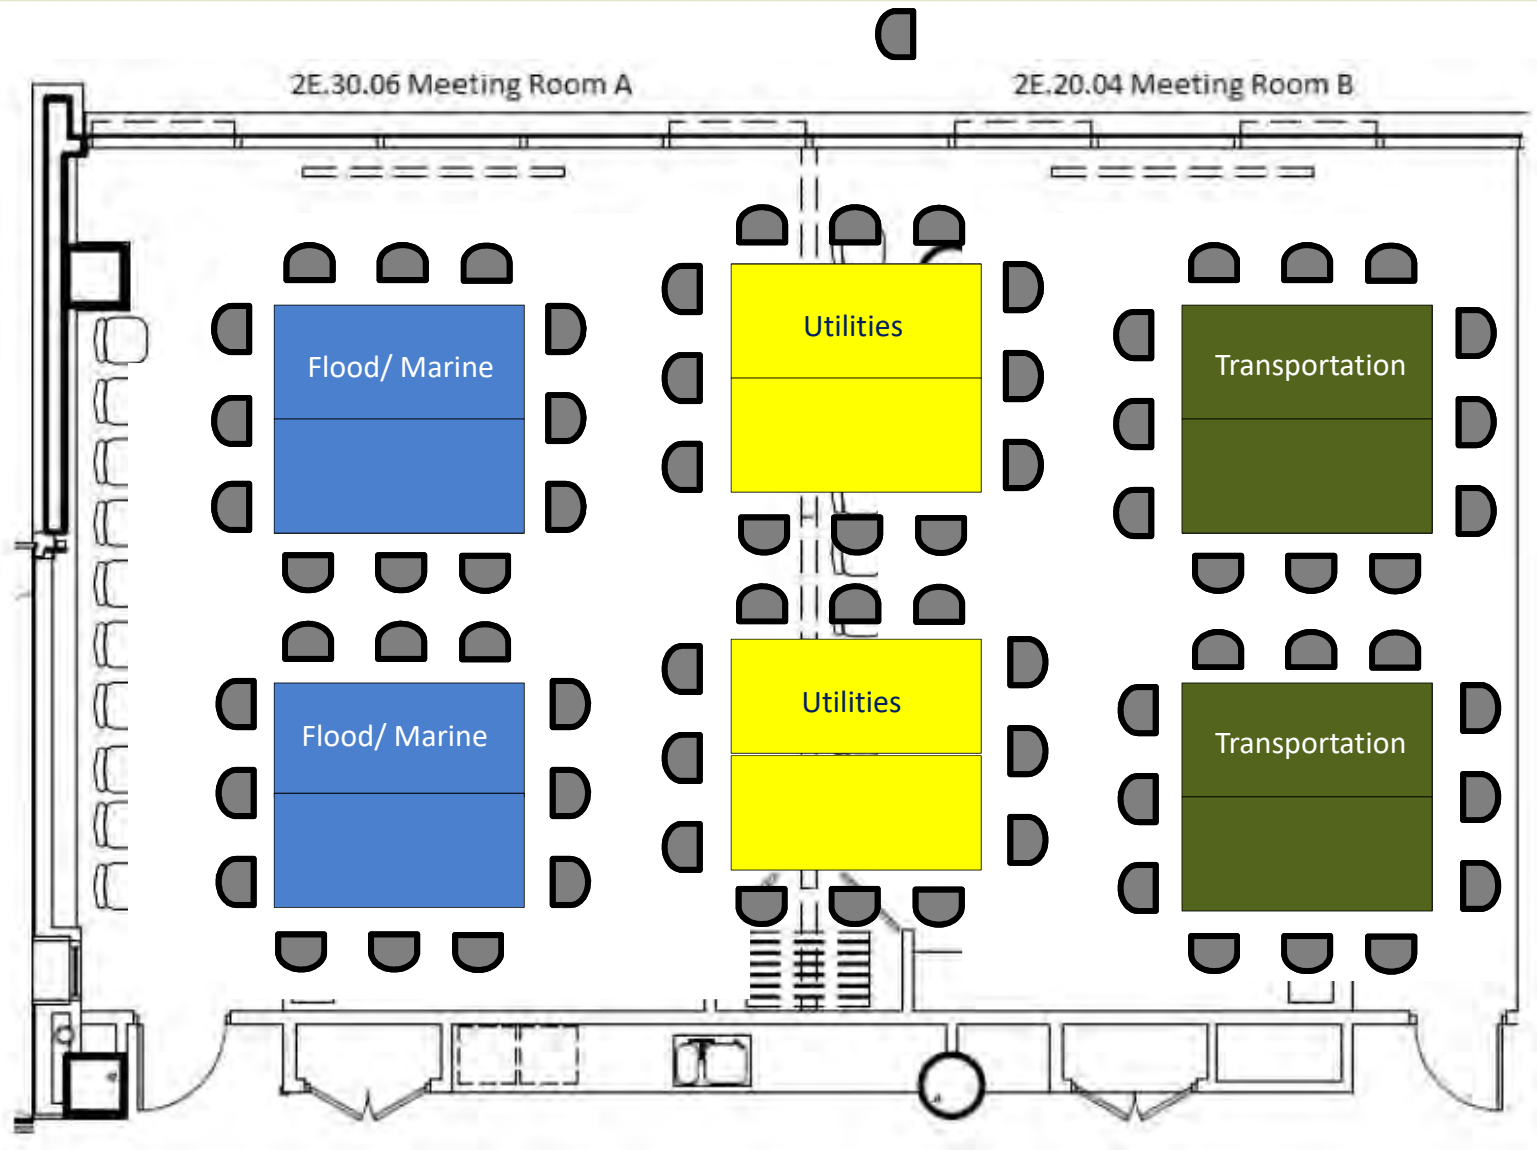 2E.30.06 Meeting Room A
2E.20.04 Meeting Room B
Utilities
Flood/ Marine
Transportation
Utilities
Flood/ Marine
Transportation